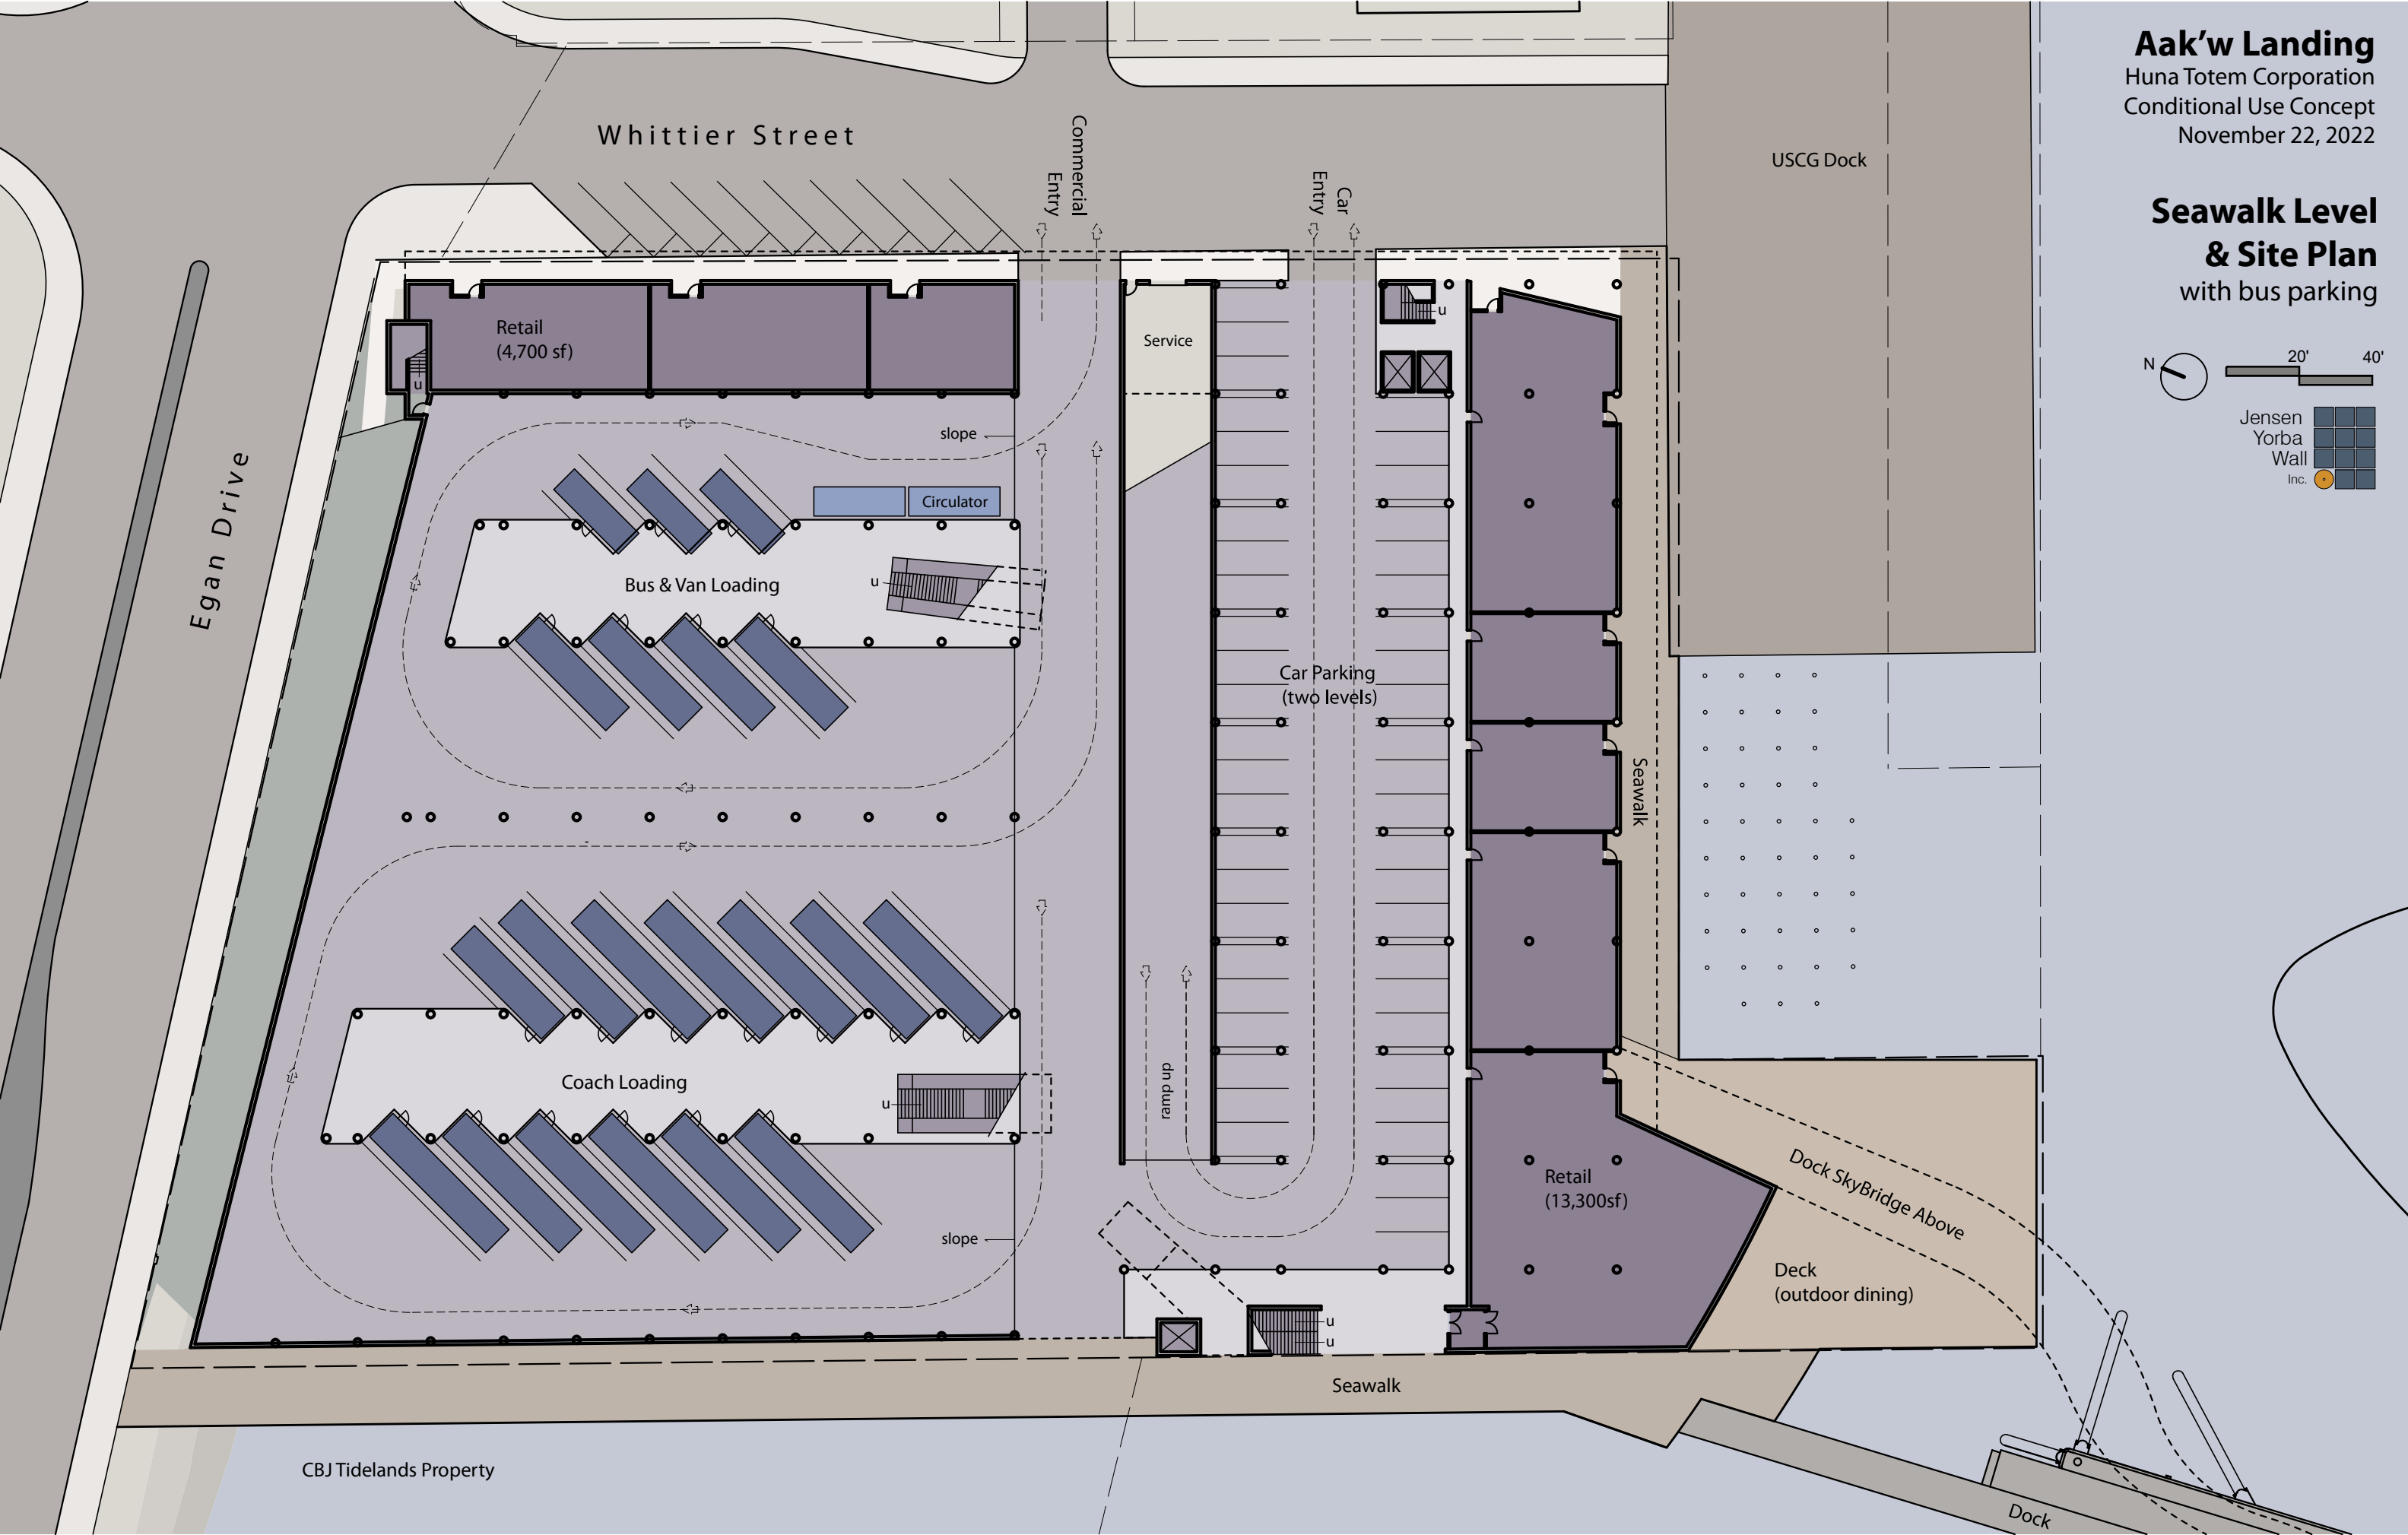 Aak’w Landing
Huna Totem Corporation
Conditional Use Concept
November 22, 2022
Seawalk Level
& Site Plan
with bus parking
N
20'
40'
Jensen
Yorba
Wall
Inc.
Whittier Street
Commercial
Entry
Car
Entry
USCG Dock
Egan Drive
Retail
(4,700 sf)
u
Service
u
slope
Circulator
Bus & Van Loading
u
Car Parking
(two levels)
Seawalk
Coach Loading
u
ramp up
Retail
(13,300sf)
Dock SkyBridge Above
slope
Deck
(outdoor dining)
u
u
Seawalk
CBJ Tidelands Property
Dock